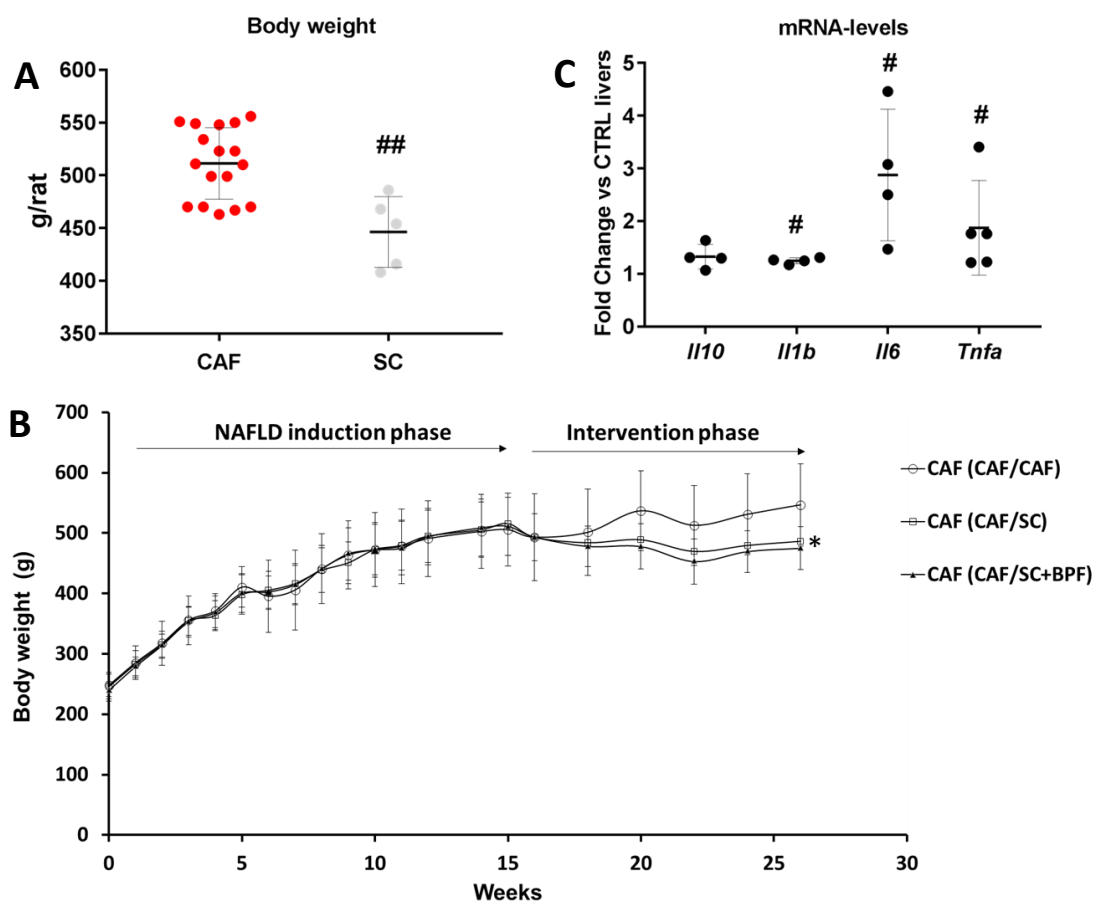 A
Body weight
600
550
500
450
400
350
g/rat
##
CAF
SC
C
mRNA-levels
5
4
3
2
1
0
Fold Change vs CTRL livers
#
#
#
Il10
Il1b
Il6
Tnfa
B
700
600
500
400
300
200
100
0
Body weight (g)
NAFLD induction phase
Intervention phase
*
0
5
10
15
20
25
30
Weeks
CAF (CAF/CAF)
CAF (CAF/SC)
CAF (CAF/SC+BPF)